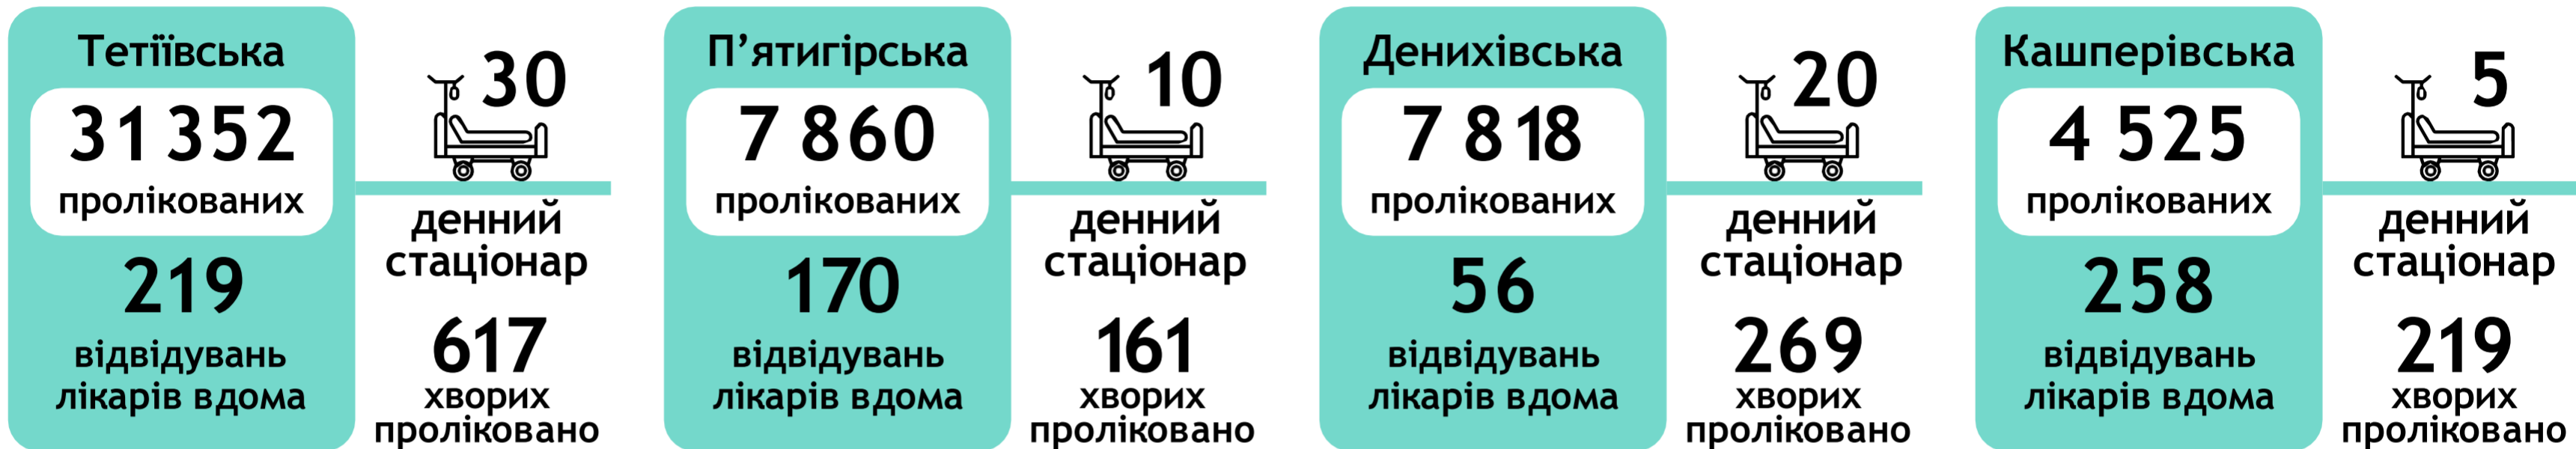 Тетіївська
31 352
пролікованих
219
відвідувань
лікарів вдома
30
денний
стаціонар
617
хворих
проліковано
П’ятигірська
7 860
пролікованих
170
відвідувань
лікарів вдома
10
денний
стаціонар
161
хворих
проліковано
Денихівська
7 818
пролікованих
56
відвідувань
лікарів вдома
20
денний
стаціонар
269
хворих
проліковано
Кашперівська
4 525
пролікованих
258
відвідувань
лікарів вдома
5
денний
стаціонар
219
хворих
проліковано